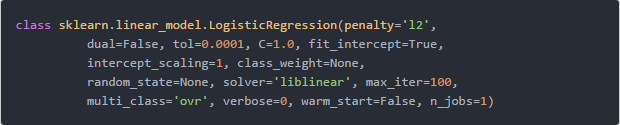 class sklearn.linear_model.LogisticRegression(penalty='l2',
dual=False, tol=0.0001, C=1.0, fit_intercept=True,
intercept_scaling=1, class_weight=None,
random_state=None, solver='liblinear', max_iter=100,
multi_class='ovr', verbose=0, warm_start=False, n_jobs=1)